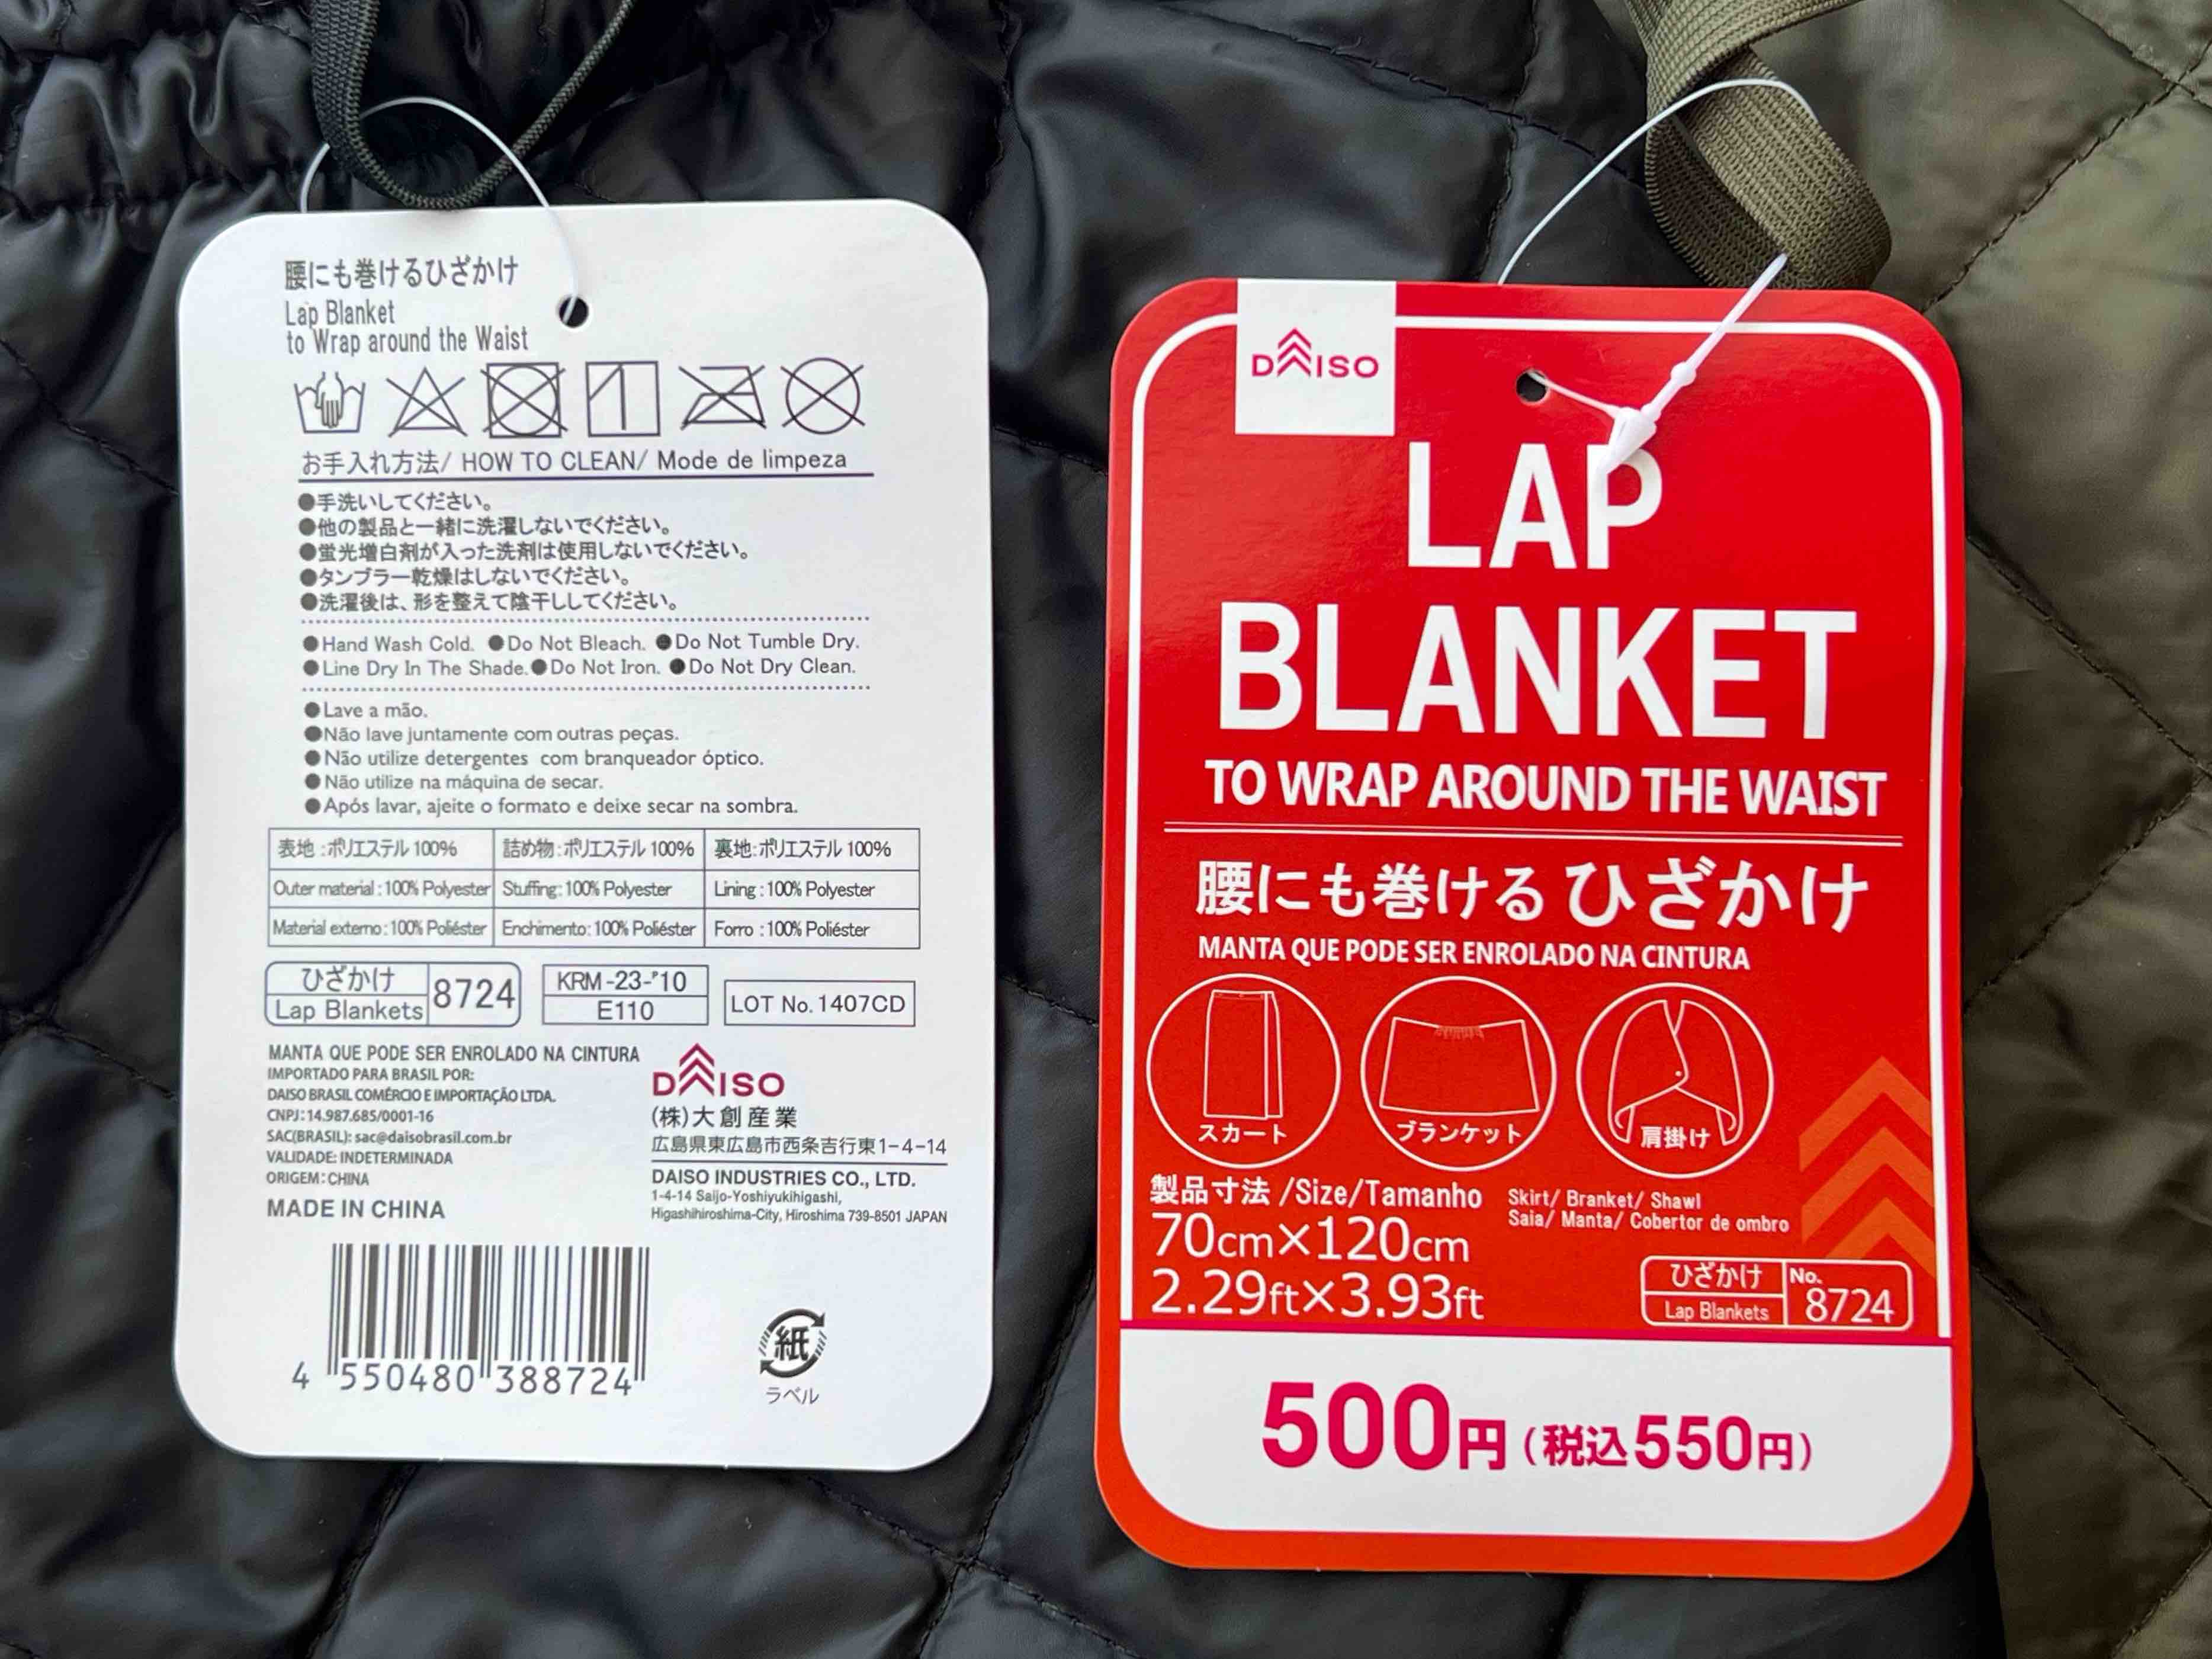 腰にも巻けるひざかけ
Lap Blanket
to Wrap around the Waist
お手入れ方法/ HOW TO CLEAN/ Mode de limpeza
●手洗いしてください。
●他の製品と一緒に洗濯しないでください。
●蛍光増白剤が入った洗剤は使用しないでください。
●タンブラー乾燥はしないでください。
●洗濯後は、形を整えて陰干ししてください。
●Hand Wash Cold. ●Do Not Bleach. ●Do Not Tumble Dry.
●Line Dry In The Shade. ●Do Not Iron. ●Do Not Dry Clean.
●Lave a mão.
●Não lave juntamente com outras peças.
●Não utilize detergentes com branqueador óptico.
●Não utilize na máquina de secar.
●Após lavar, ajeite o formato e deixe secar na sombra.
表地:ポリエステル100% 詰め物:ポリエステル100% 裏地:ポリエステル100%
Outer material:100% Polyester Stuffing:100% Polyester Lining:100% Polyester
Material externo:100% Poliéster Enchimento:100% Poliéster Forro:100% Poliéster
ひざかけ
Lap Blankets
8724
KRM-23-'10
E110
LOT No.1407CD
MANTA QUE PODE SER ENROLADO NA CINTURA
IMPORTADO PARA BRASIL POR:
DAISO BRASIL COMÉRCIO E IMPORTAÇÃO LTDA.
CNPJ:14.987.685/0001-16
SAC(BRASIL): sac@daisobrasil.com.br
VALIDADE: INDETERMINADA
ORIGEM:CHINA
MADE IN CHINA
DAISO
(株)大創産業
広島県東広島市西条吉行東1-4-14
DAISO INDUSTRIES CO., LTD.
1-4-14 Saijo-Yoshiyukihigashi,
Higashihiroshima-City, Hiroshima 739-8501 JAPAN
4 550480 388724
紙
ラベル
DAISO
LAP
BLANKET
TO WRAP AROUND THE WAIST
腰にも巻けるひざかけ
MANTA QUE PODE SER ENROLADO NA CINTURA
スカート
ブランケット
肩掛け
製品寸法/Size/Tamanho
70cm×120cm
2.29ft×3.93ft
Skirt/ Branket/ Shawl
Saia/ Manta/ Cobertor de ombro
ひざかけ
Lap Blankets
No.
8724
500円(税込550円)